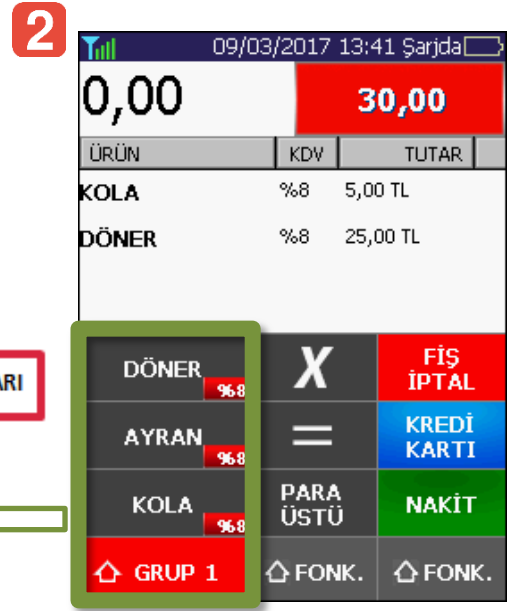 2
09/03/2017 13:41 Şarjda
0,00 30,00
ÜRÜN KDV TUTAR
KOLA %8 5,00 TL
DÖNER %8 25,00 TL
DÖNER %8 X FİŞ İPTAL
ARI
AYRAN %8 = KREDİ KARTI
KOLA %8 PARA ÜSTÜ NAKİT
GRUP 1 FONK. FONK.